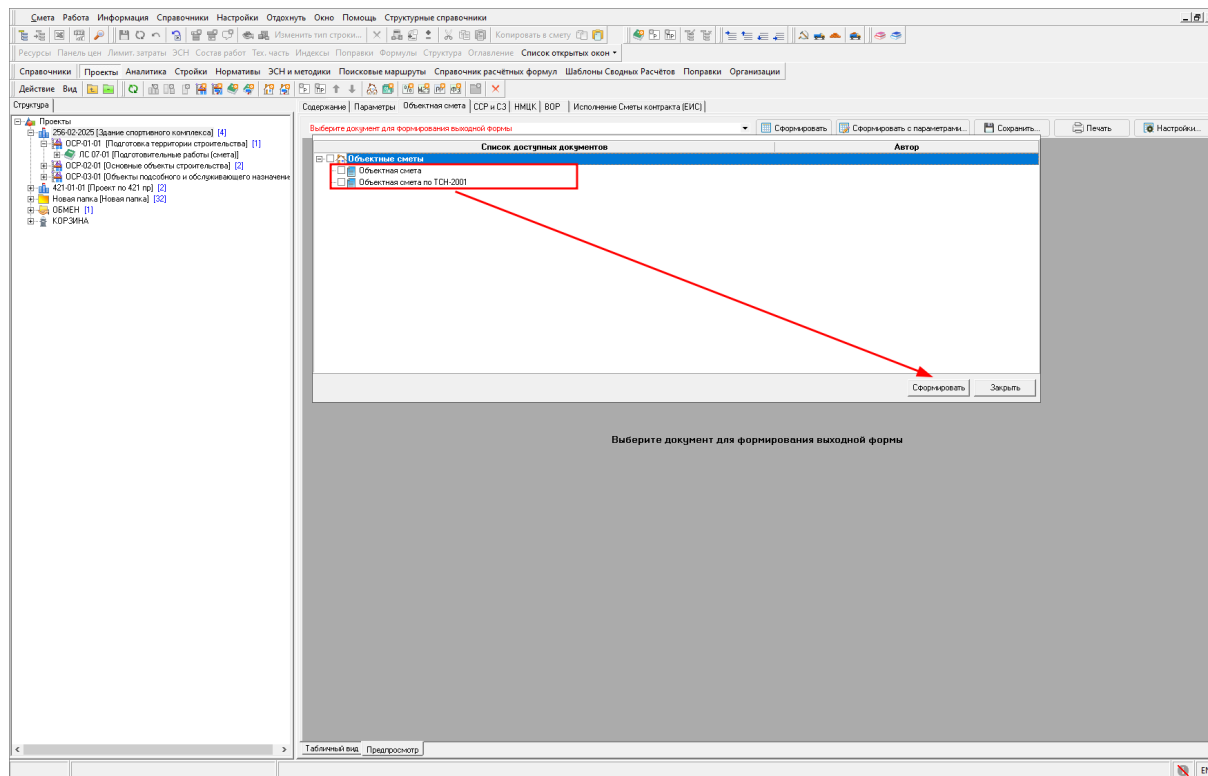 Смета Работа Информация Справочники Настройки Отдохнуть Окно Помощь Структурные справочники
Изменить тип строки... Копировать в смету
Ресурсы Панель цен Лимит.затраты ЭСН Состав работ Тех. часть Индексы Поправки Формулы Структура Оглавление Список открытых окон
Справочники Проекты Аналитика Стройки Нормативы ЭСН и методики Поисковые маршруты Справочник расчётных формул Шаблоны Сводных Расчётов Поправки Организации
Действие Вид
Структура
Содержание Параметры Объектная смета ССР и СЗ НМЦК ВОР Исполнение Сметы контракта (ЕИС)
Выберите документ для формирования выходной формы Сформировать Сформировать с параметрами... Сохранить... Печать Настройки...
Проекты
256-02-2025 [Здание спортивного комплекса] [4]
ОСР-01-01 [Подготовка территории строительства] [1]
ЛС 07-01 [Подготовительные работы (смета)]
ОСР-02-01 [Основные объекты строительства] [2]
ОСР-03-01 [Объекты подсобного и обслуживающего назначени
421-01-01 [Проект по 421 пр] [2]
Новая папка [Новая папка] [32]
ОБМЕН [1]
КОРЗИНА
Список доступных документов Автор
Объектные сметы
Объектная смета
Объектная смета по ТСН-2001
Сформировать Закрыть
Выберите документ для формирования выходной формы
Табличный вид Предпросмотр